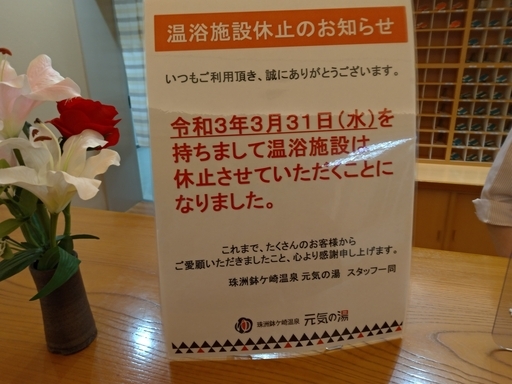 温浴施設休止のお知らせ
いつもご利用頂き、誠にありがとうございます。
令和3年3月31日(水)を
持ちまして温浴施設は
休止させていただくことに
なりました。
これまで、たくさんのお客様から
ご愛顧いただきましたこと、心より感謝申し上げます。
珠洲鉢ケ崎温泉 元気の湯 スタッフ一同
珠洲鉢ケ崎温泉 元気の湯